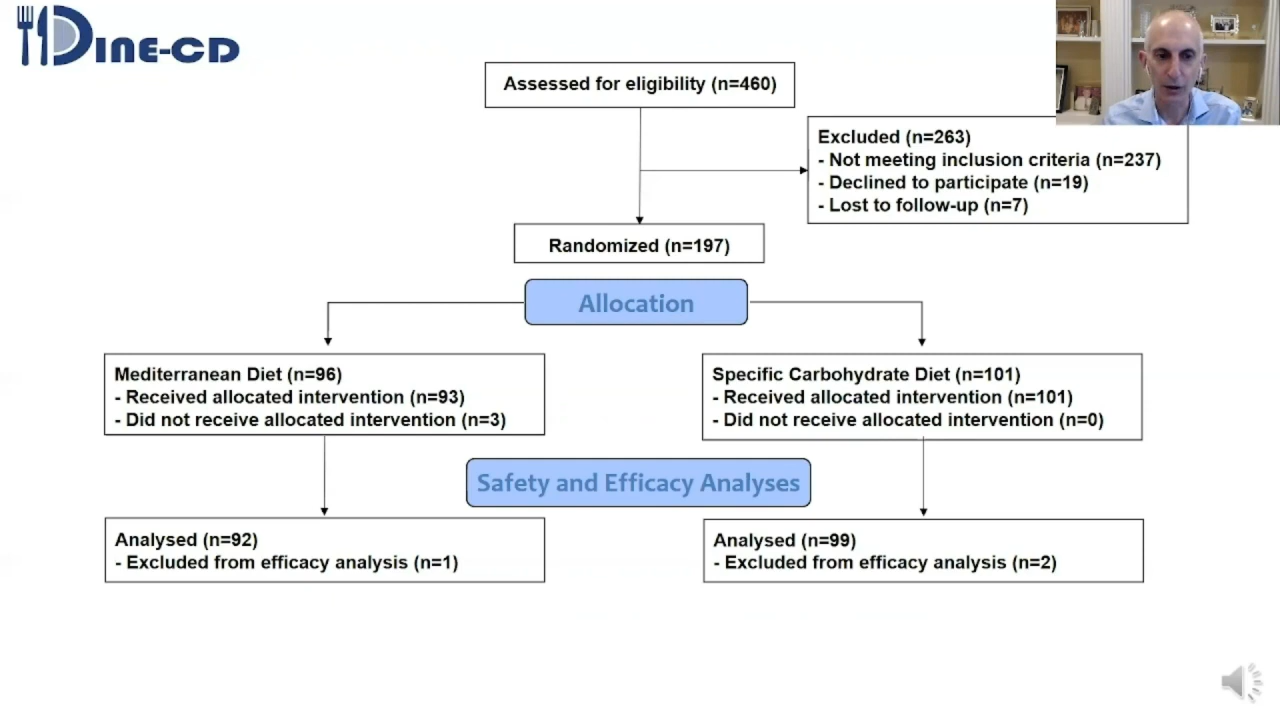 DINE-CD
Assessed for eligibility (n=460)
Excluded (n=263)
- Not meeting inclusion criteria (n=237)
- Declined to participate (n=19)
- Lost to follow-up (n=7)
Randomized (n=197)
Allocation
Mediterranean Diet (n=96)
- Received allocated intervention (n=93)
- Did not receive allocated intervention (n=3)
Specific Carbohydrate Diet (n=101)
- Received allocated intervention (n=101)
- Did not receive allocated intervention (n=0)
Safety and Efficacy Analyses
Analysed (n=92)
- Excluded from efficacy analysis (n=1)
Analysed (n=99)
- Excluded from efficacy analysis (n=2)